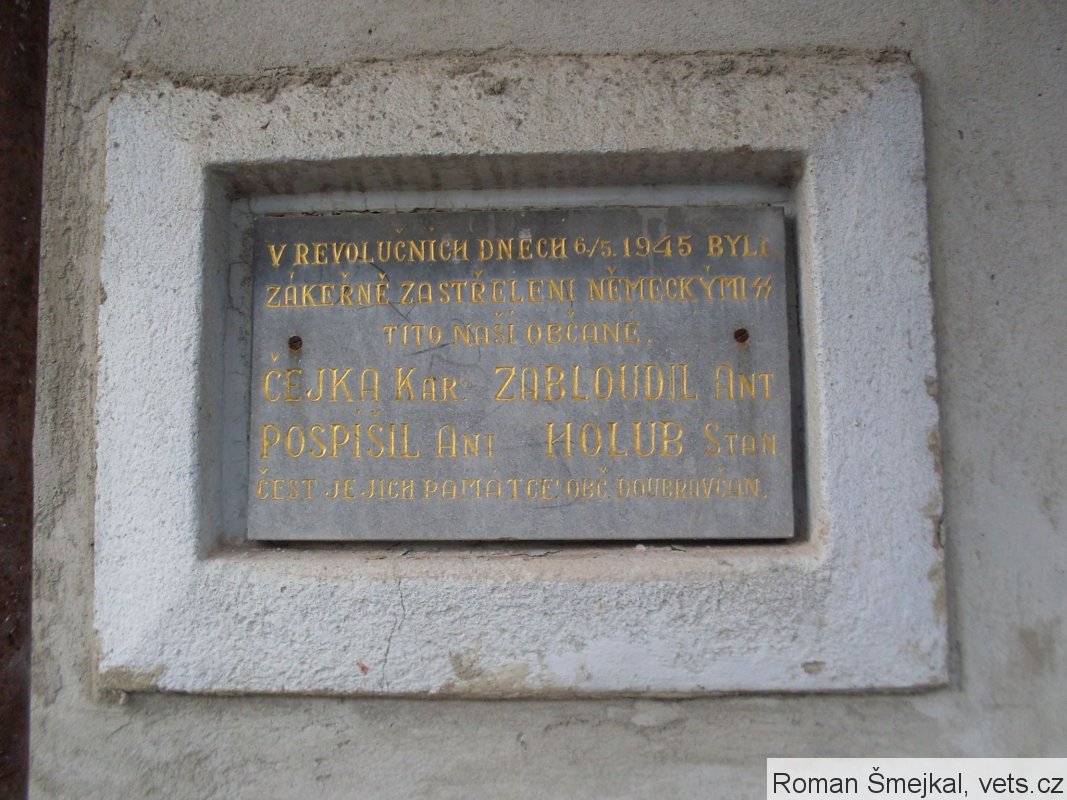 V REVOLUČNÍCH DNECH 6/5. 1945 BYLI
ZÁKEŘNĚ ZASTŘELENI NĚMECKÝMI SS
TITO NAŠÍ OBČANÉ.
ČEJKA KAR. ZABLOUDIL ANT
POSPÍŠIL ANT HOLUB STAN
ČEST JEJICH PAMÁTCE! OBČ. DOUBRAVČAN.
Roman Šmejkal, vets.cz